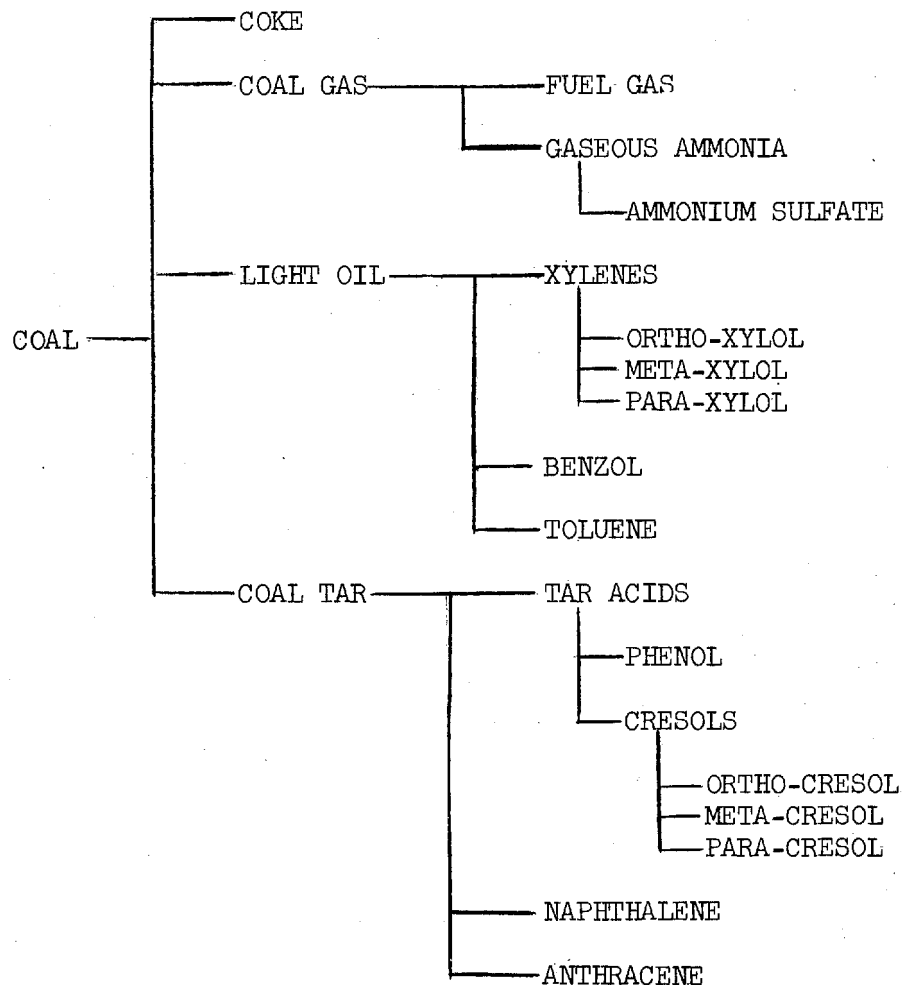 COKE
COAL GAS
FUEL GAS
GASEOUS AMMONIA
AMMONIUM SULFATE
LIGHT OIL
XYLENES
COAL
ORTHO-XYLOL
META-XYLOL
PARA-XYLOL
BENZOL
TOLUENE
COAL TAR
TAR ACIDS
PHENOL
CRESOLS
ORTHO-CRESOL
META-CRESOL
PARA-CRESOL
NAPHTHALENE
ANTHRACENE